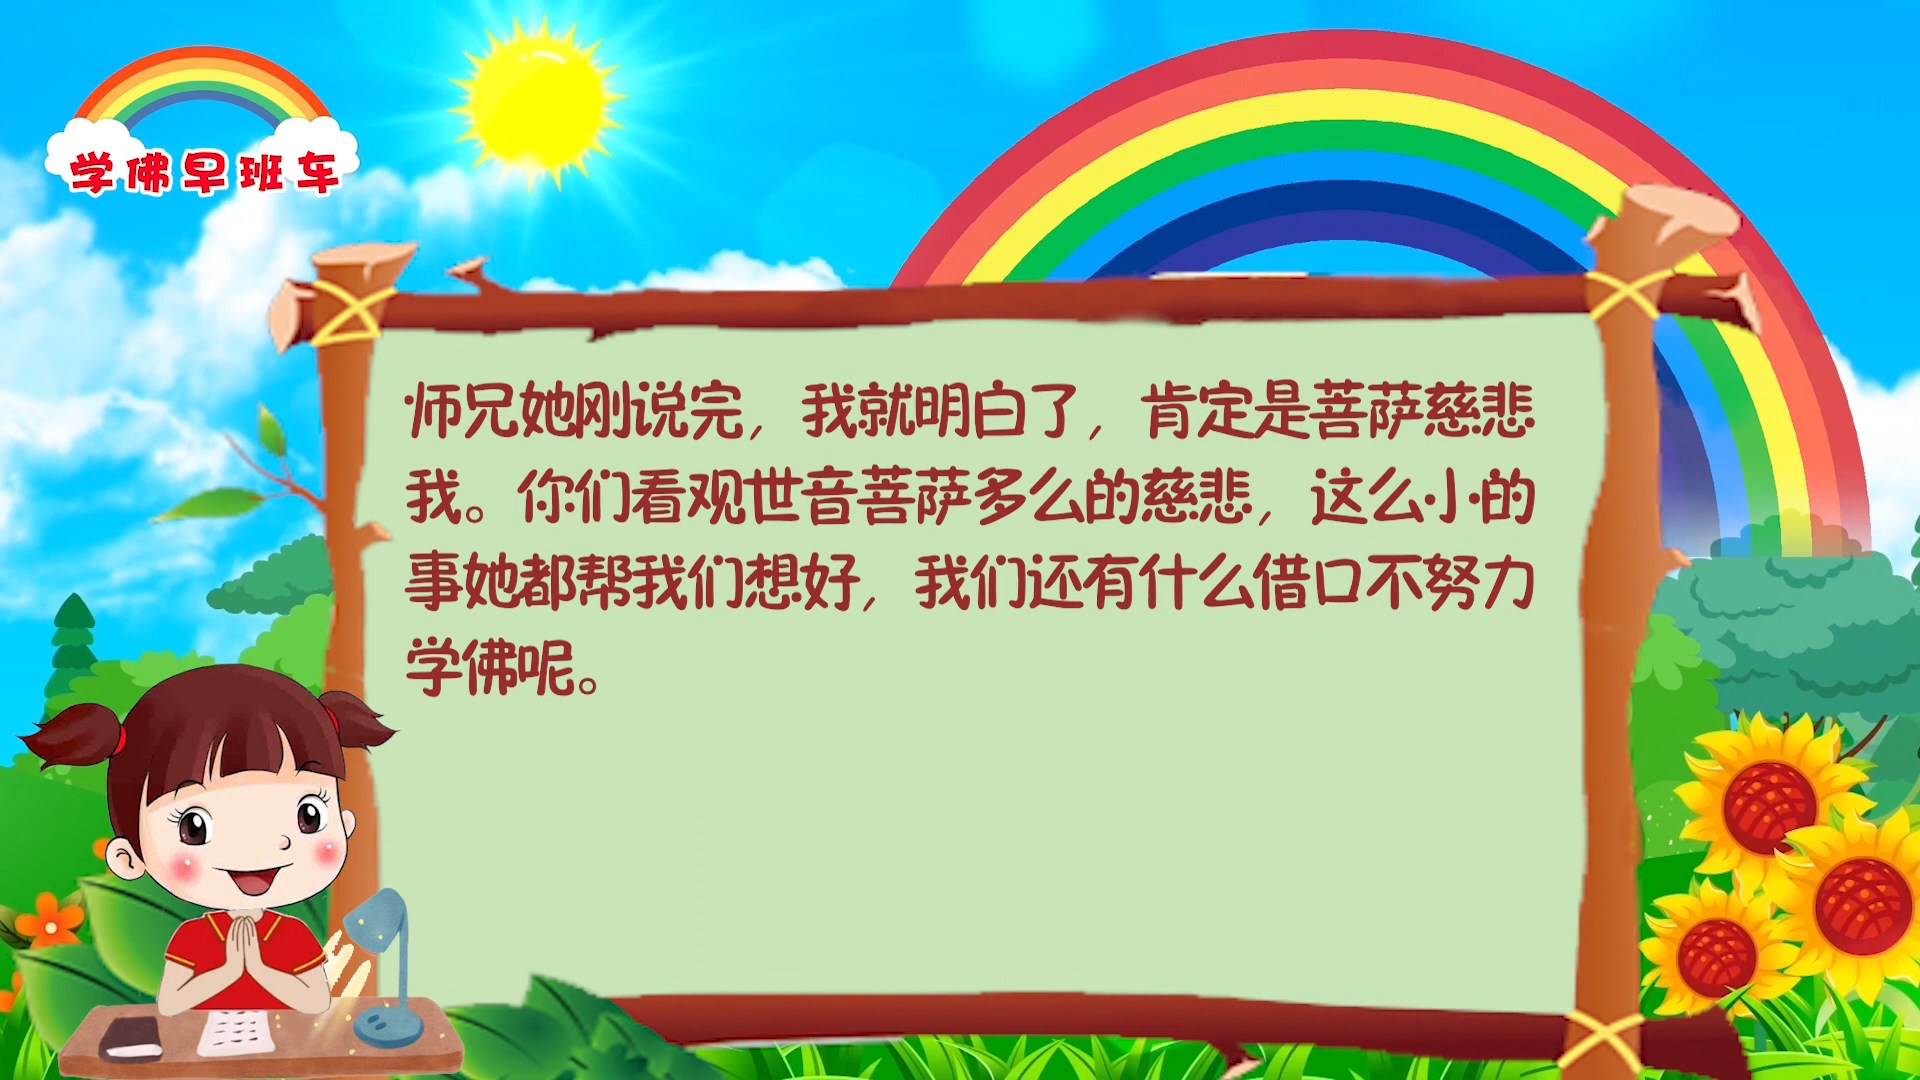 学佛早班车
师兄她刚说完，我就明白了，肯定是菩萨慈悲
我。你们看观世音菩萨多么的慈悲，这么小的
事她都帮我们想好，我们还有什么借口不努力
学佛呢。